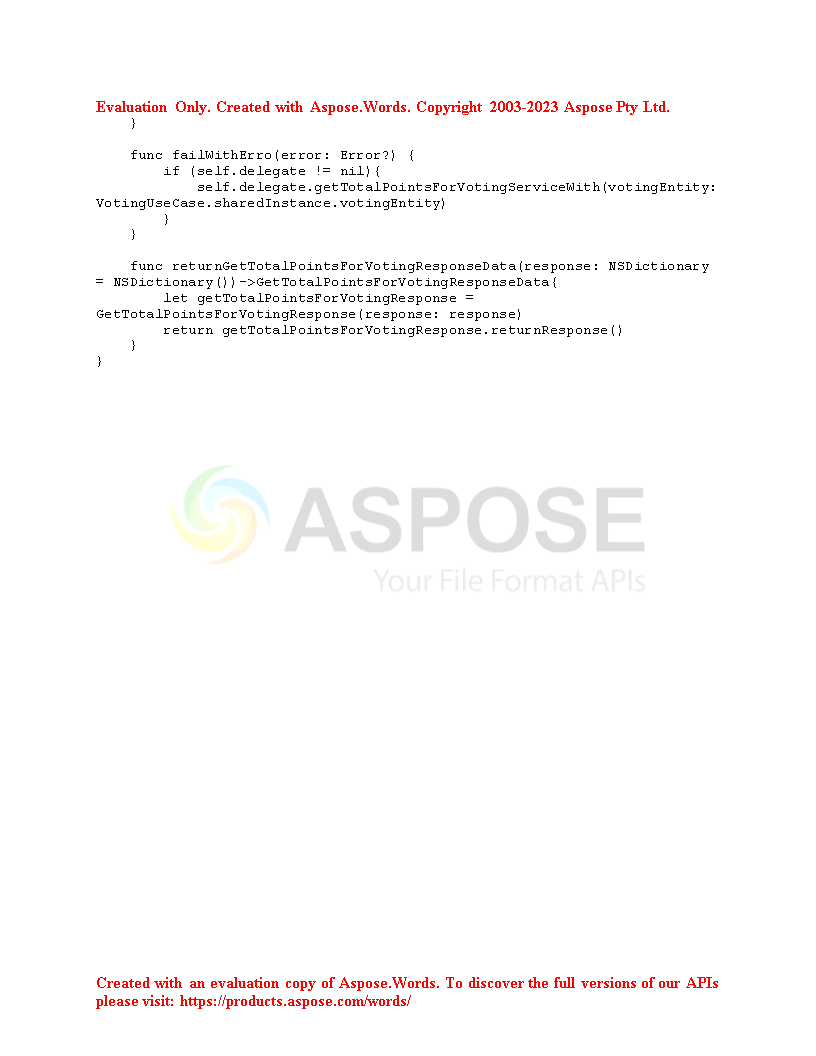 Evaluation Only. Created with Aspose.Words. Copyright 2003-2023 Aspose Pty Ltd.
    }
    func failWithErro(error: Error?) {
        if (self.delegate != nil){
            self.delegate.getTotalPointsForVotingServiceWith(votingEntity:
VotingUseCase.sharedInstance.votingEntity)
        }
    }
    func returnGetTotalPointsForVotingResponseData(response: NSDictionary
= NSDictionary())->GetTotalPointsForVotingResponseData{
        let getTotalPointsForVotingResponse =
GetTotalPointsForVotingResponse(response: response)
        return getTotalPointsForVotingResponse.returnResponse()
    }
}
ASPOSE
Your File Format APIs
Created with an evaluation copy of Aspose.Words. To discover the full versions of our APIs
please visit: https://products.aspose.com/words/